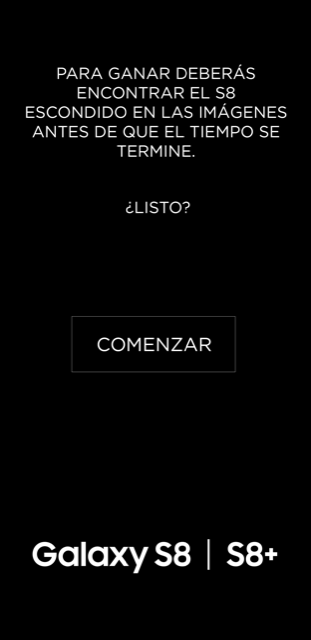 PARA GANAR DEBERÁS
ENCONTRAR EL S8
ESCONDIDO EN LAS IMÁGENES
ANTES DE QUE EL TIEMPO SE
TERMINE.
¿LISTO?
COMENZAR
Galaxy S8 | S8+